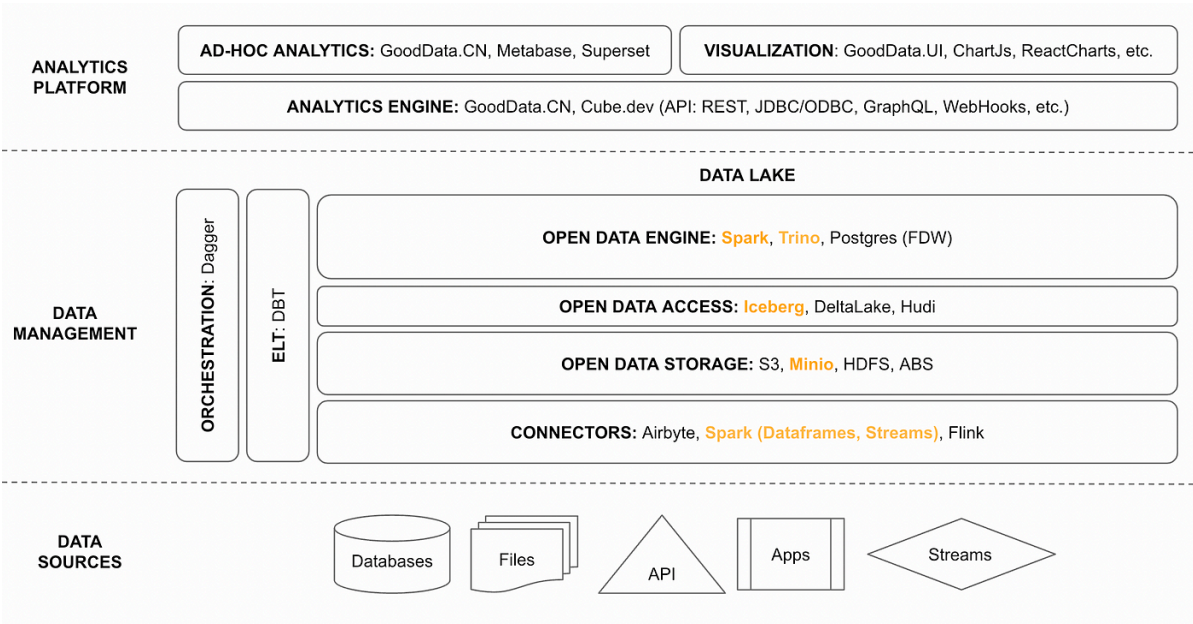 ANALYTICS
PLATFORM
AD-HOC ANALYTICS: GoodData.CN, Metabase, Superset
VISUALIZATION: GoodData.UI, ChartJs, ReactCharts, etc.
ANALYTICS ENGINE: GoodData.CN, Cube.dev (API: REST, JDBC/ODBC, GraphQL, WebHooks, etc.)
DATA
MANAGEMENT
ORCHESTRATION: Dagger
ELT: DBT
DATA LAKE
OPEN DATA ENGINE: Spark, Trino, Postgres (FDW)
OPEN DATA ACCESS: Iceberg, DeltaLake, Hudi
OPEN DATA STORAGE: S3, Minio, HDFS, ABS
CONNECTORS: Airbyte, Spark (Dataframes, Streams), Flink
DATA
SOURCES
Databases
Files
API
Apps
Streams